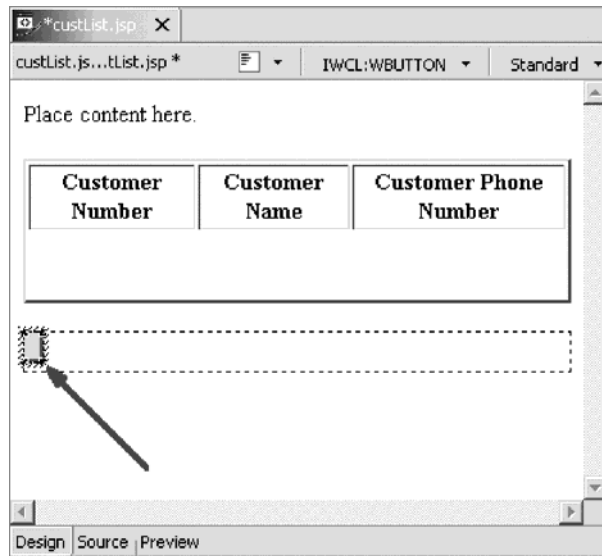 *custList.jsp
custList.js...tList.jsp * IWCL:WBUTTON Standard
Place content here.
Customer Number Customer Name Customer Phone Number
Design Source Preview